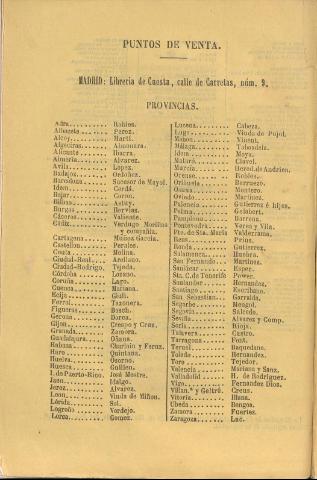 PUNTOS DE VENTA.
MADRID: Librería de Cuesta, calle de Carretas, núm. 9.
PROVINCIAS.
Adra......... Robles.
Albacete....... Perez.
Alcoy......... Martí.
Algeciras...... Almenara.
Alicante....... Ibarra.
Almeria....... Alvarez.
Avila......... Lopez.
Badajoz....... Ordoñez.
Barcelona...... Sucesor de Mayol.
Idem......... Cerdá.
Bejar......... Coron.
Bilbao........ Astuy.
Burgos........ Hervias.
Cáceres....... Valiente.
Cádiz........ Verdugo Morillas
y compañía.
Cartagena...... Muñoz García.
Castellon...... Perales.
Ceuta......... Molina.
Ciudad-Real.... Arellano.
Ciudad-Rodrigo. Tejeda.
Córdoba....... Lozano.
Coruña........ Lago.
Cuenca........ Mariana.
Ecija......... Giuli.
Ferrol........ Taxonera.
Figueras....... Bosch.
Gerona........ Dorca.
Gijon......... Crespo y Cruz.
Granada....... Zamora.
Guadalajara.... Oñana.
Habana........ Charlain y Feroz.
Haro......... Quintana.
Huelva........ Osorno.
Huesca........ Guillen.
I. de Puerto-Rico. José Mestre.
Jaen......... Idalgo.
Jerez......... Alvarez.
Leon......... Viuda de Miñon.
Lérida........ Sol.
Logroño....... Verdejo.
Lorca......... Gomez.
Lucena........ Cabeza.
Lugo......... Viuda de Pujol.
Mahon........ Vinent.
Málaga........ Taboadela.
Idem......... Moya.
Mataró........ Clavel.
Murcia........ Hered. de Andrion.
Orense........ Robles.
Orihuela....... Berruezo.
Osuna........ Montero.
Oviedo........ Martinez.
Palencia....... Gutierrez é hijos.
Palma........ Gelabert.
Pamplona...... Barrena.
Pontevedra..... Verea y Vila.
Pto. de Sta. María Valderrama.
Reus......... Prius.
Ronda........ Gutierrez.
Salamanca..... Huebra.
San Fernando... Martinez.
Sanlúcar....... Esper.
Sta. C. de Tenerife Power.
Santander...... Hernandez.
Santiago....... Escribano.
San Sebastian... Garralda.
Segorbe....... Mengol.
Segovia........ Salcedo.
Sevilla........ Alvarez y Comp.
Soria......... Rioja.
Talavera....... Castro.
Tarragona...... Font.
Teruel........ Baquedano.
Toledo........ Hernandez.
Toro......... Tejedor.
Valencia....... Mariana y Sanz.
Valladolid..... H. de Rodriguez.
Vigo......... Fernandez Dios.
Villan.ª y Geltrú. Creus.
Vitoria........ Illana.
Ubeda........ Bengoa.
Zamora....... Fuertes.
Zaragoza...... Lac.